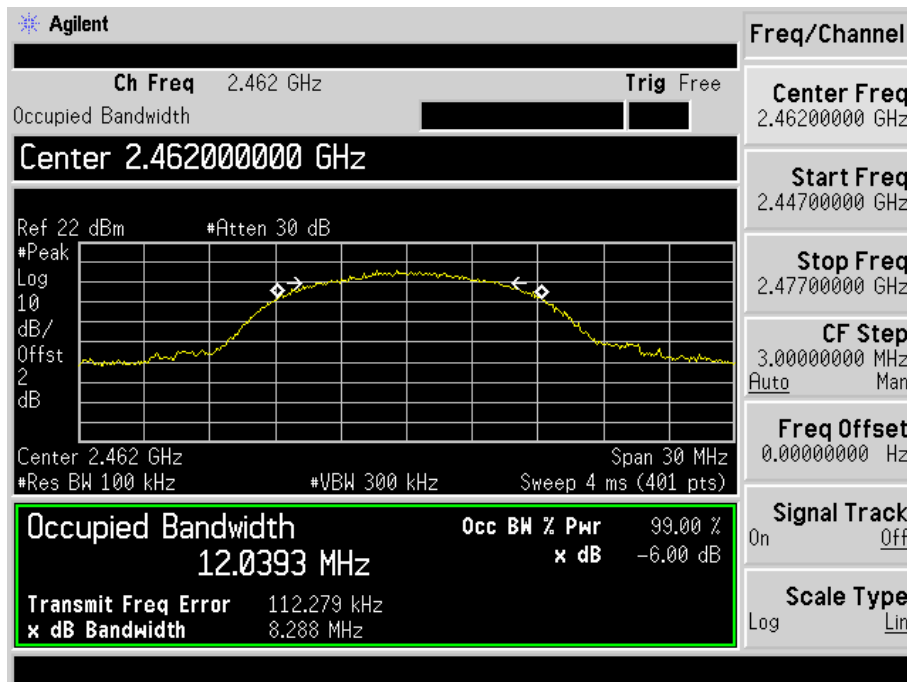 Agilent
Freq/Channel
Ch Freq 2.462 GHz Trig Free
Occupied Bandwidth
Center 2.462000000 GHz
Ref 22 dBm #Atten 30 dB
#Peak
Log
10
dB/
Offst
2
dB
Center 2.462 GHz Span 30 MHz
#Res BW 100 kHz #VBW 300 kHz Sweep 4 ms (401 pts)
Occupied Bandwidth
12.0393 MHz
Occ BW % Pwr 99.00 %
x dB -6.00 dB
Transmit Freq Error 112.279 kHz
x dB Bandwidth 8.288 MHz
Center Freq
2.46200000 GHz
Start Freq
2.44700000 GHz
Stop Freq
2.47700000 GHz
CF Step
3.00000000 MHz
Auto Man
Freq Offset
0.00000000 Hz
Signal Track
On Off
Scale Type
Log Lin